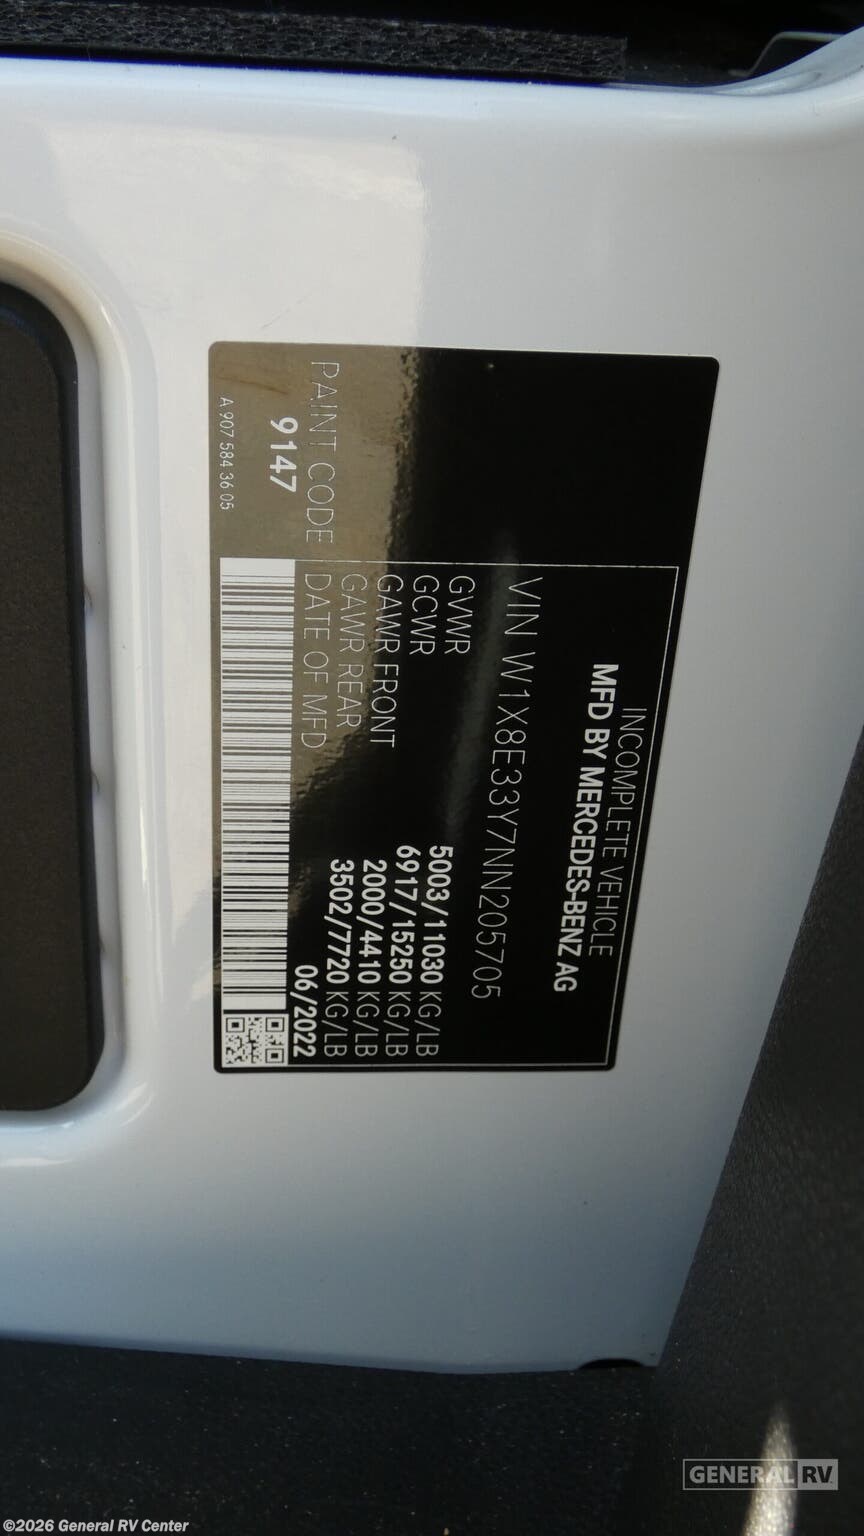 INCOMPLETE VEHICLE
MFD BY MERCEDES-BENZ AG
VIN W1X8E33Y7NN205705
GVWR 5003/11030 KG/LB
GCWR 6917/15250 KG/LB
GAWR FRONT 2000/4410 KG/LB
GAWR REAR 3502/7720 KG/LB
DATE OF MFD 06/2022
PAINT CODE
9147
A 907 584 36 05
GENERAL RV
©2026 General RV Center